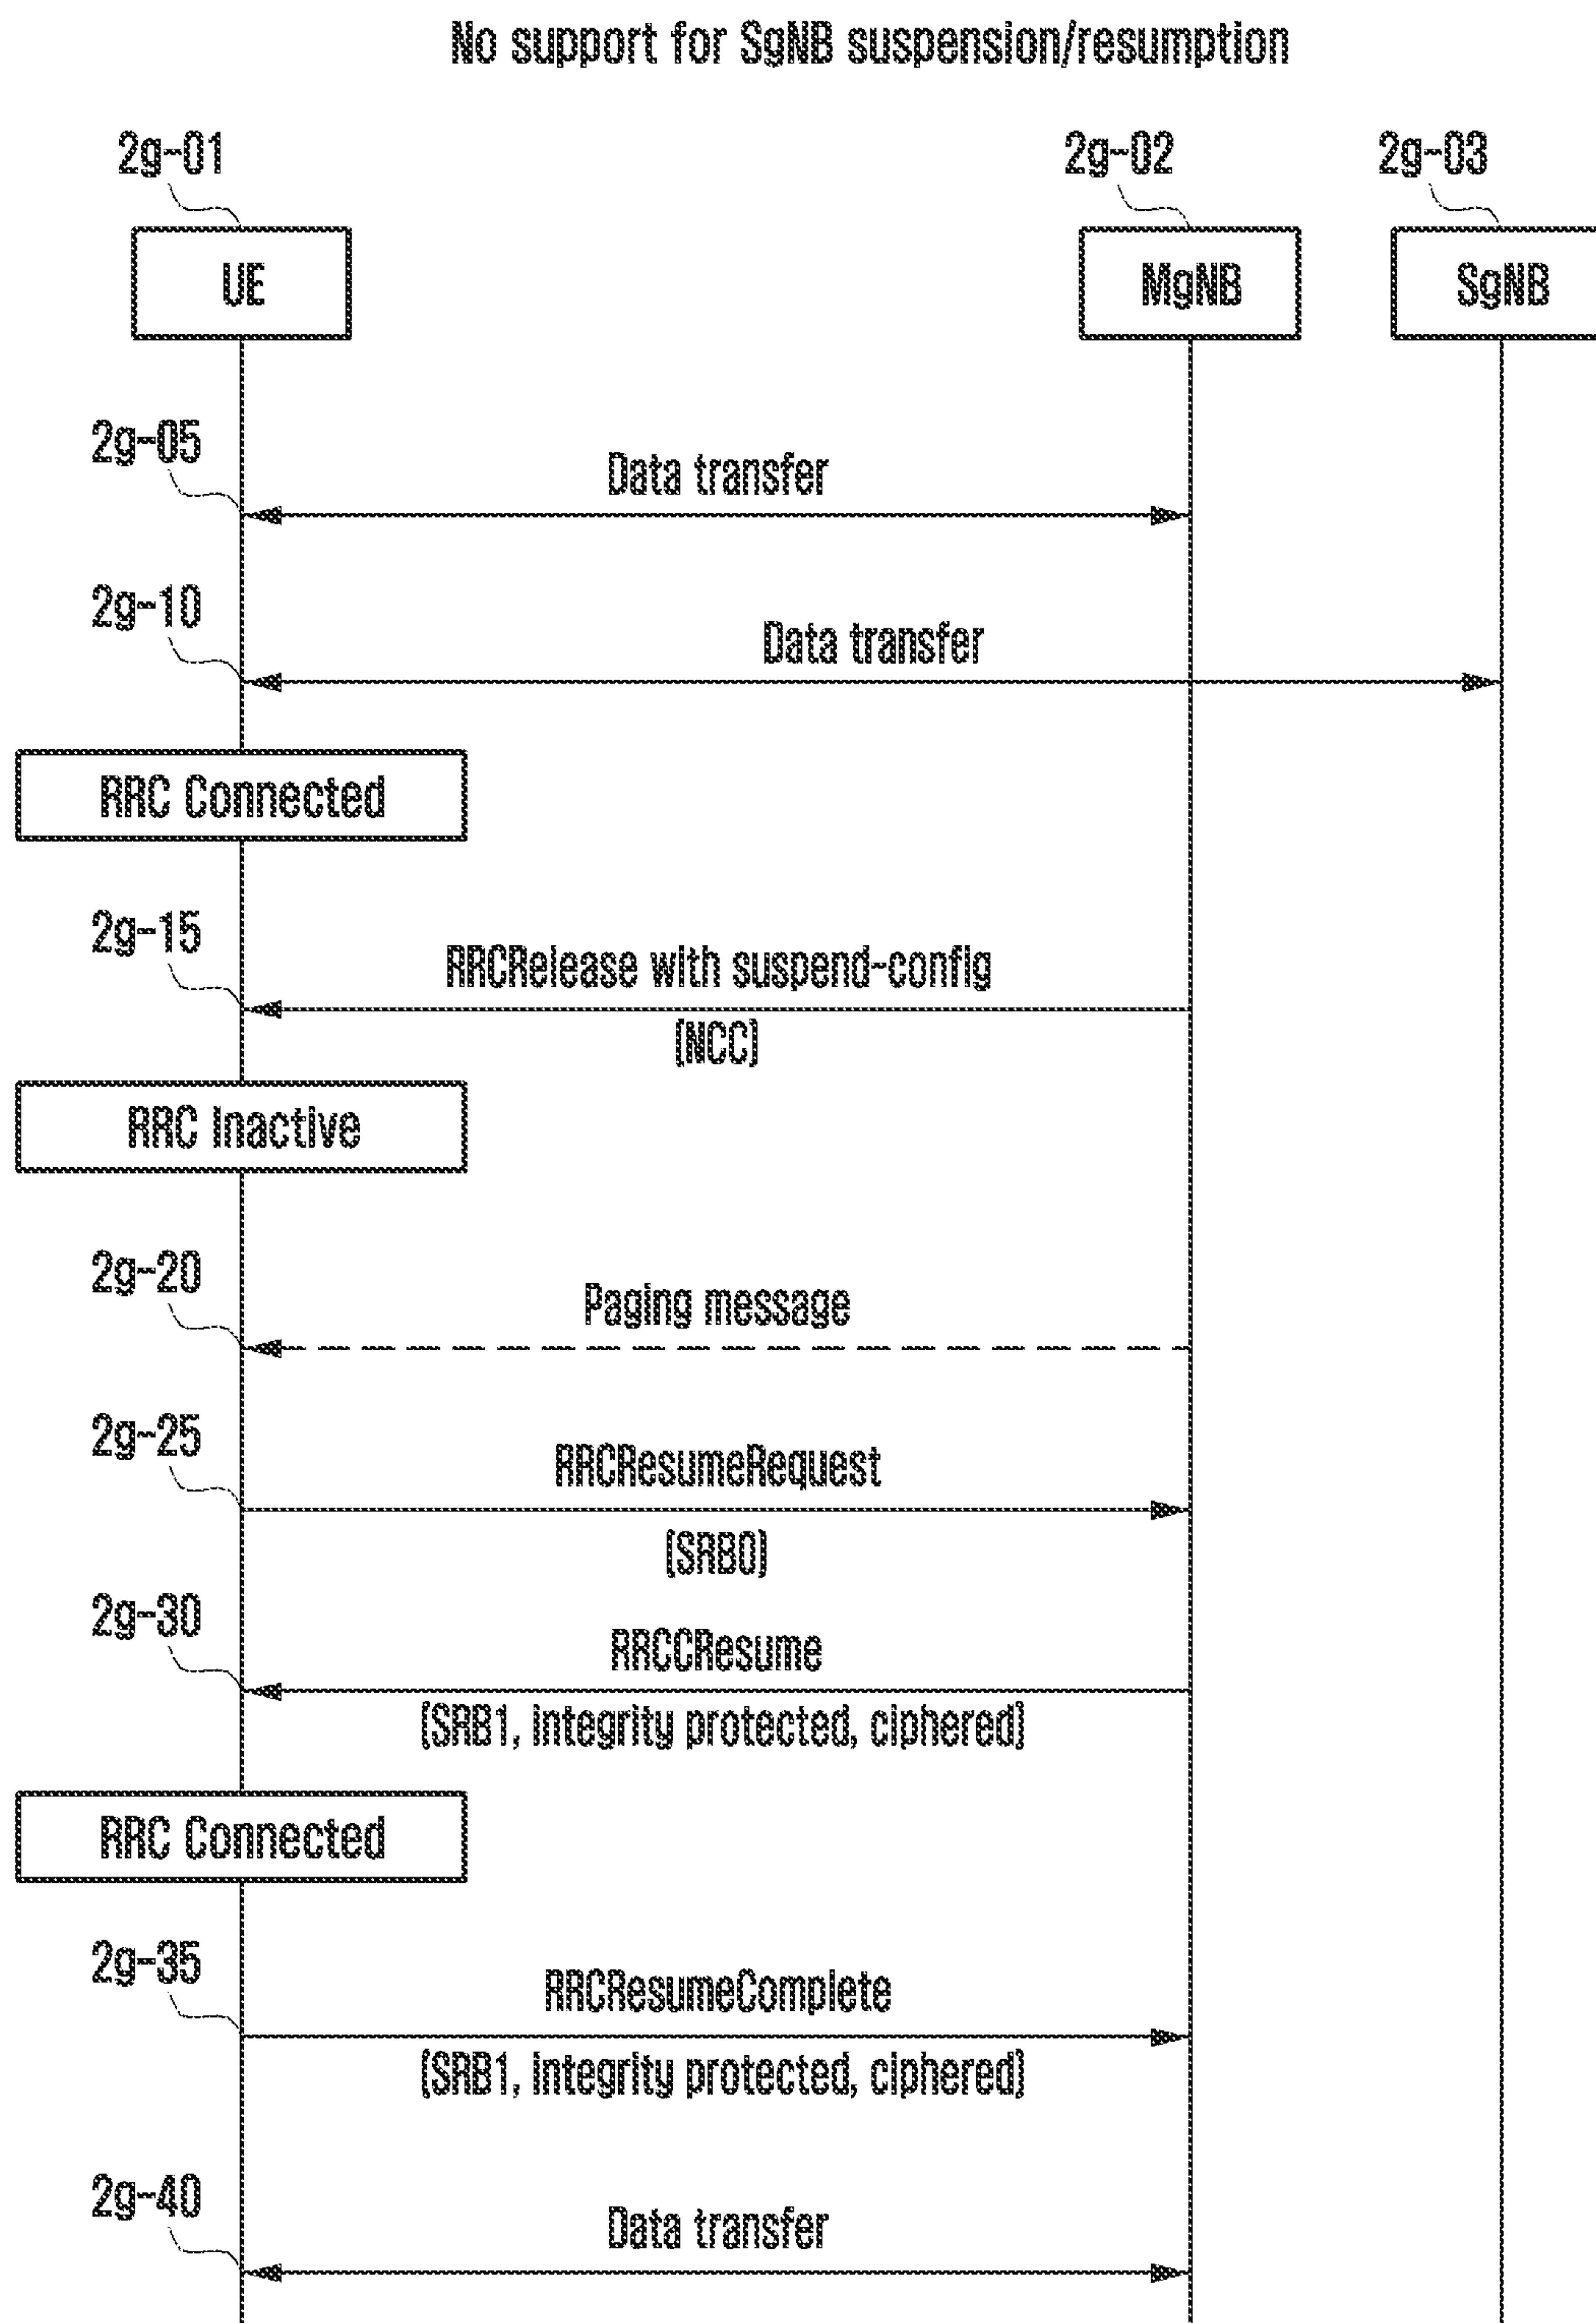 No support for SgNB suspension/resumption
2g-01
2g-02
2g-03
UE
MgNB
SgNB
2g-05
Data transfer
2g-10
Data transfer
RRC Connected
2g-15
RRCRelease with suspend-config
(NCC)
RRC Inactive
2g-20
Paging message
2g-25
RRCResumeRequest
(SRB0)
2g-30
RRCCResume
(SRB1, integrity protected, ciphered)
RRC Connected
2g-35
RRCResumeComplete
(SRB1, integrity protected, ciphered)
2g-40
Data transfer